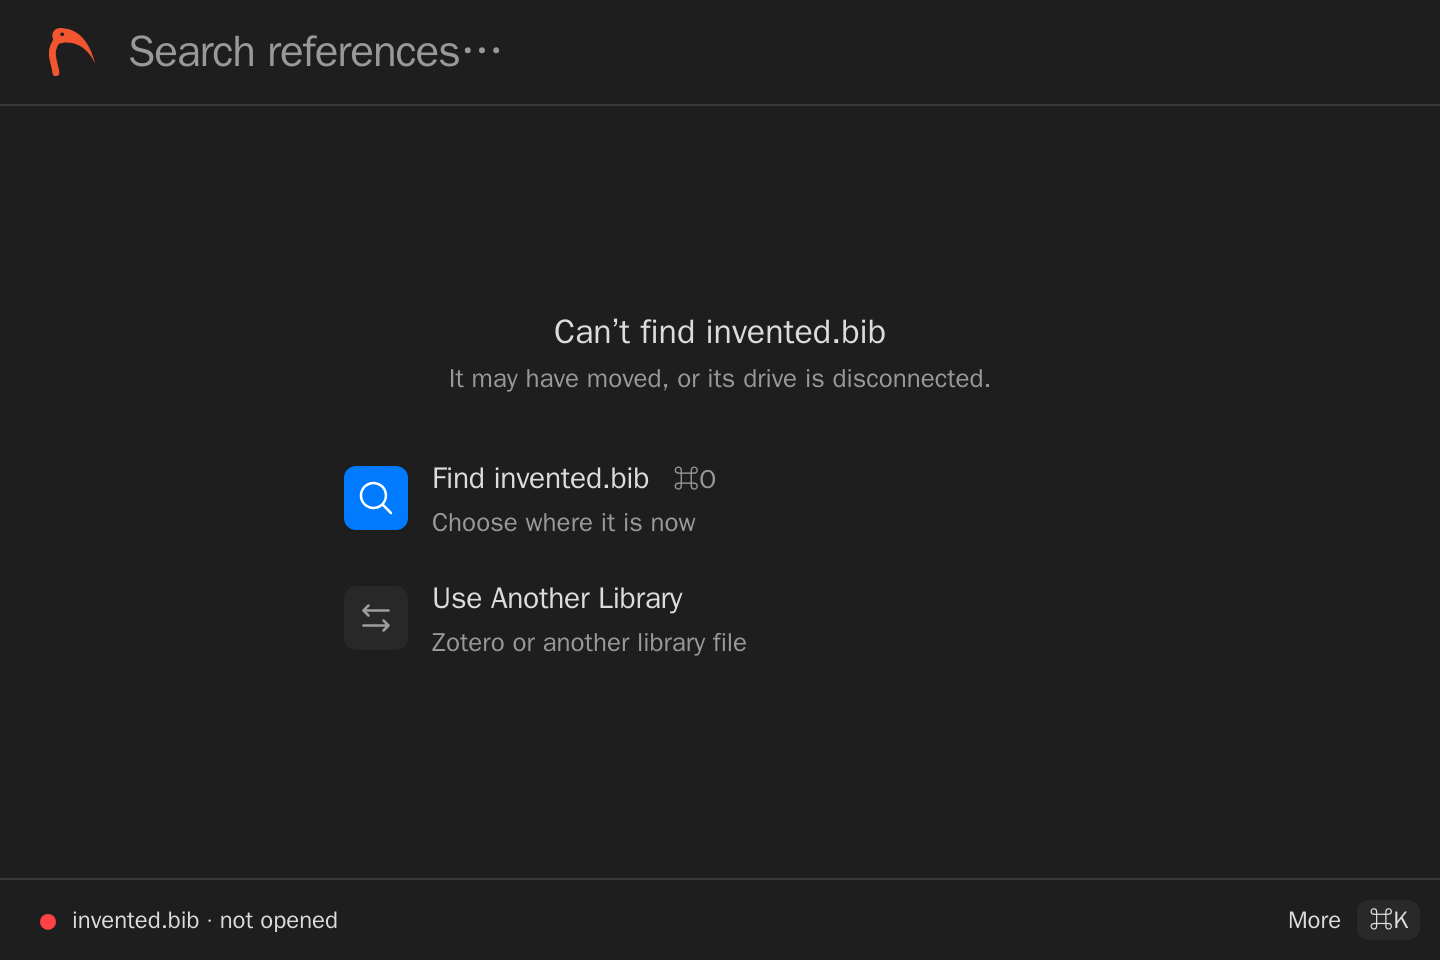 Search references…
Can’t find invented.bib
It may have moved, or its drive is disconnected.
Find invented.bib ⌘O
Choose where it is now
Use Another Library
Zotero or another library file
invented.bib · not opened
More ⌘K